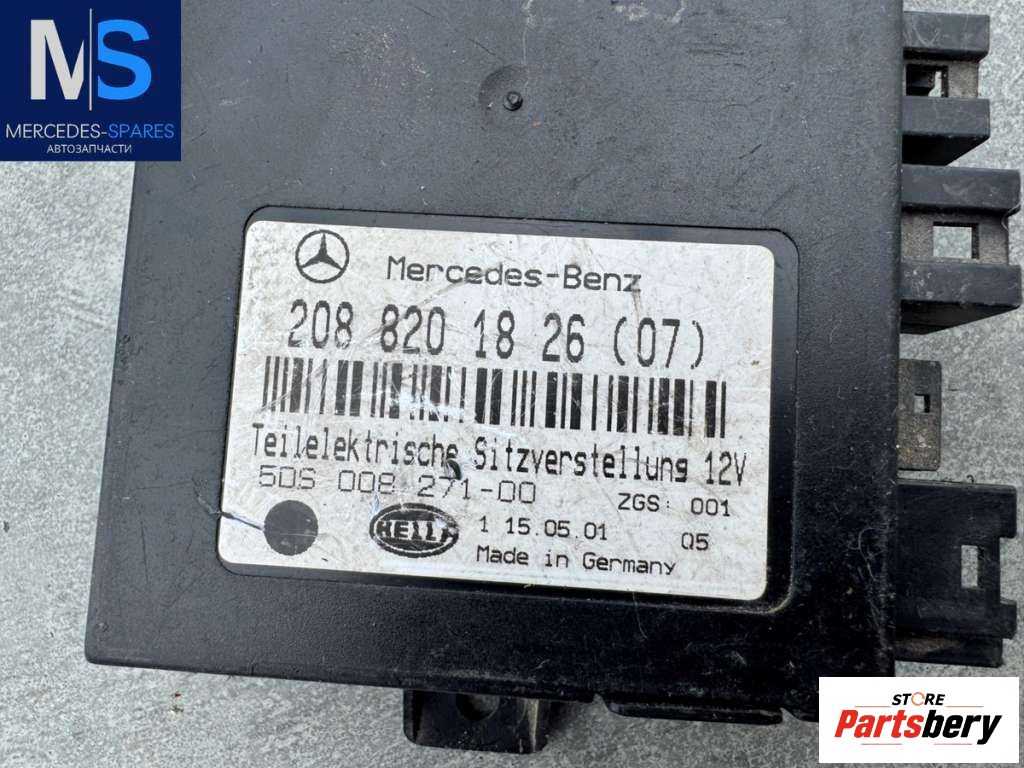 MS
MERCEDES-SPARES
АВТОЗАПЧАСТИ
Mercedes-Benz
208 820 18 26 (07)
Teilelektrische Sitzverstellung 12V
5DS 008 271-00
ZGS: 001
HELLA
1 15.05.01
Q5
Made in Germany
STORE
Partsbery